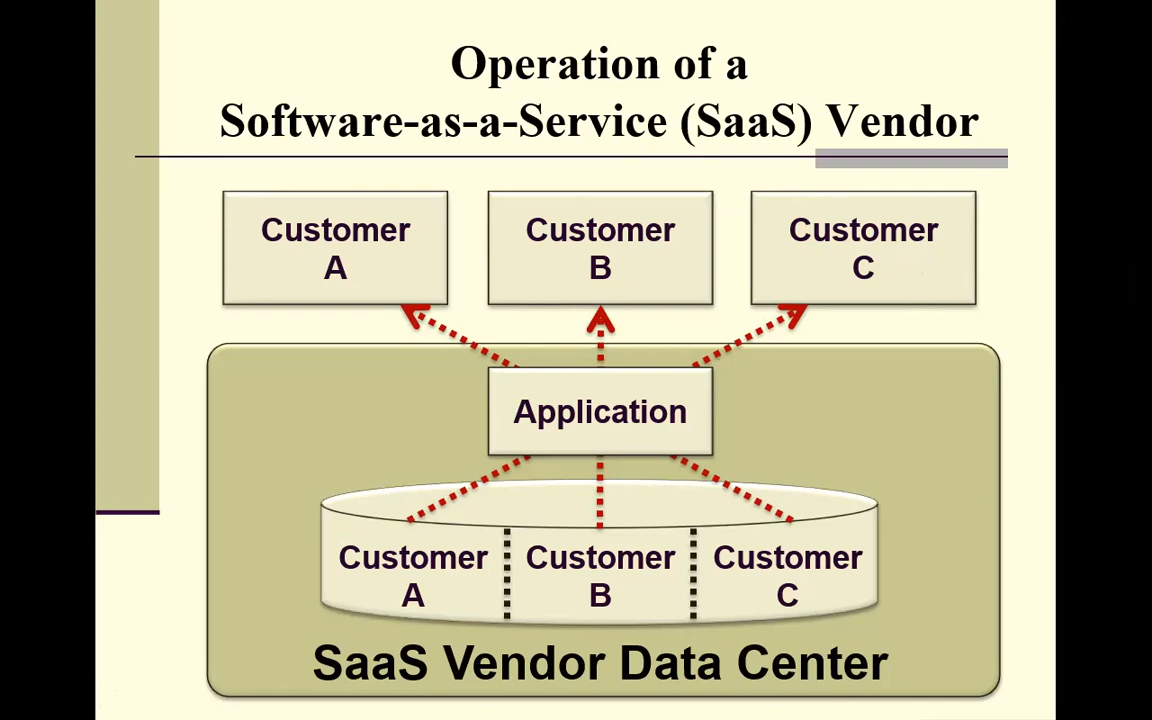 Operation of a
Software-as-a-Service (SaaS) Vendor
Customer
A
Customer
B
Customer
C
Application
Customer
A
Customer
B
Customer
C
SaaS Vendor Data Center